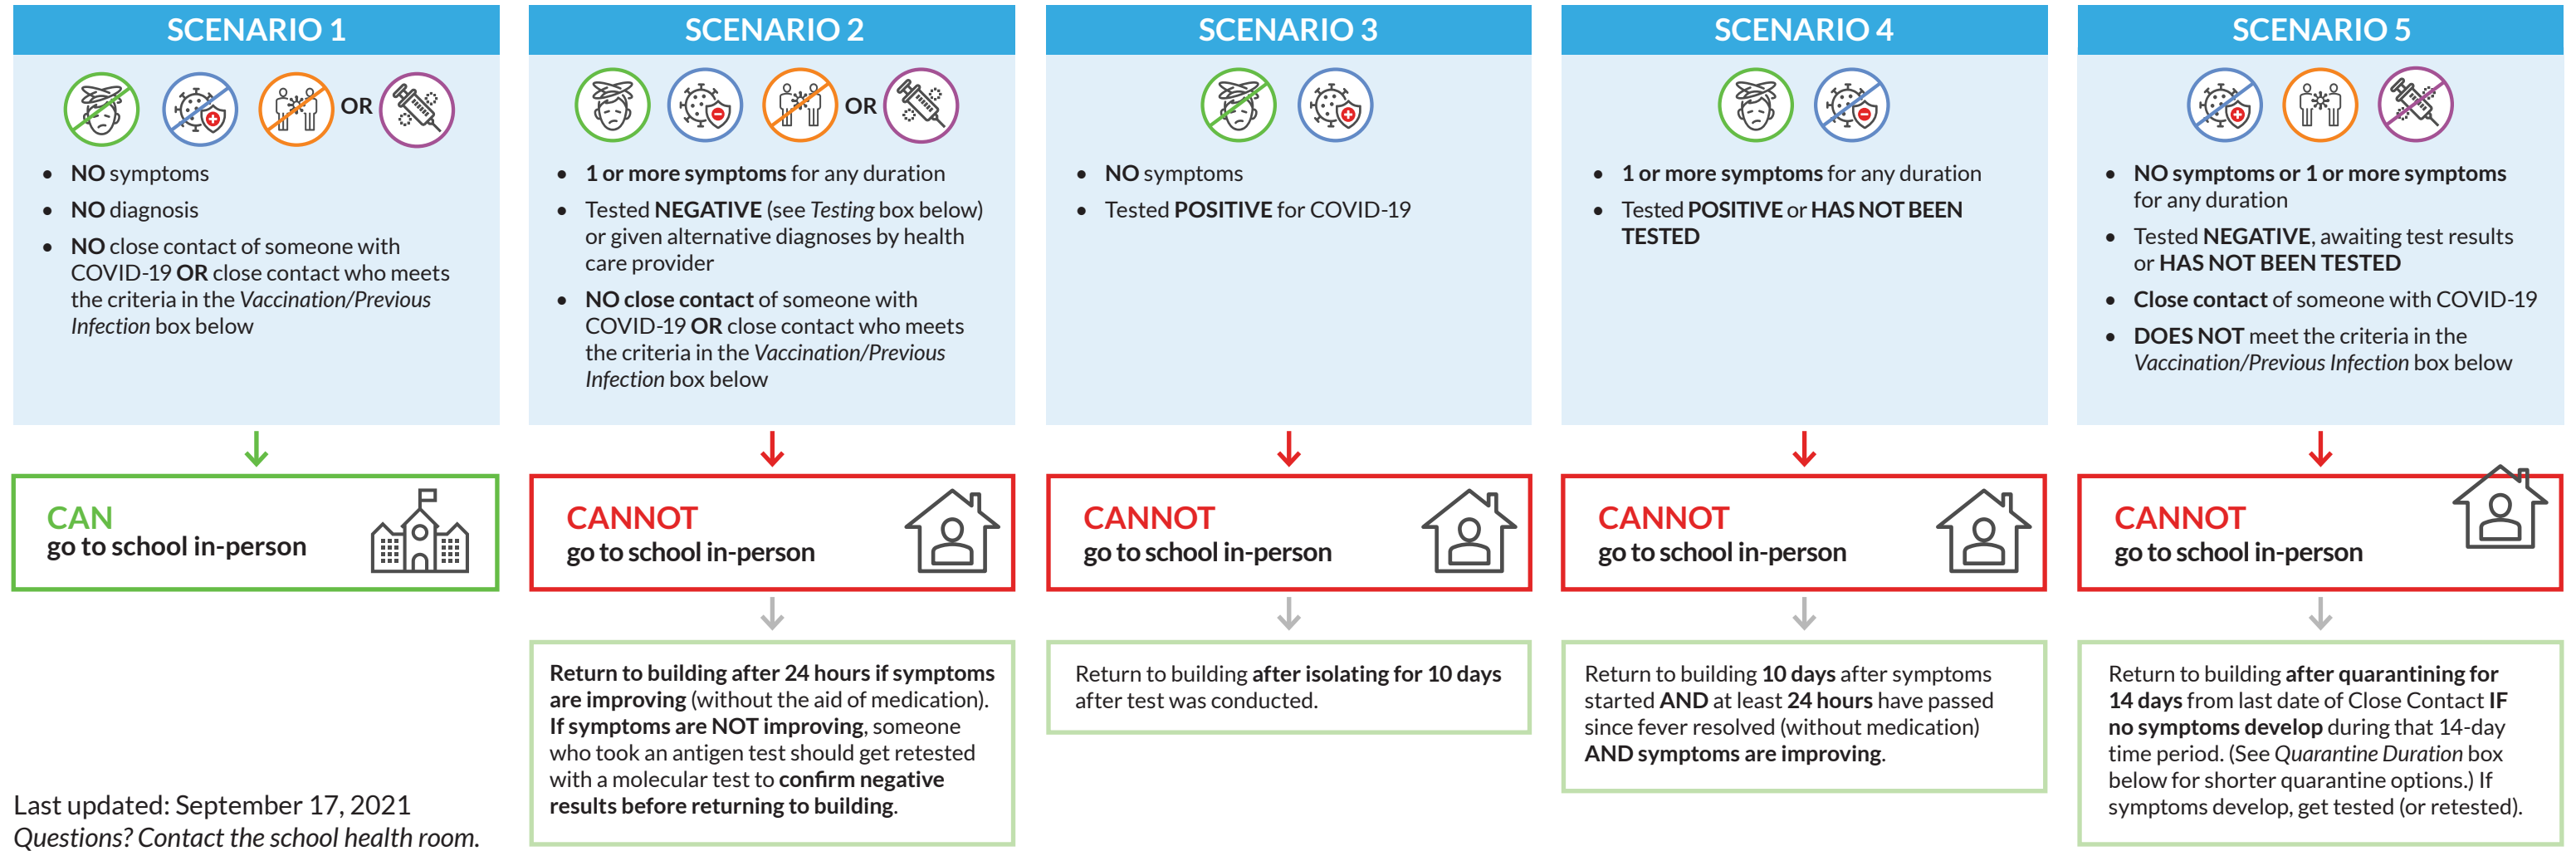 SCENARIO 1
OR
• NO symptoms
• NO diagnosis
• NO close contact of someone with
COVID-19 OR close contact who meets
the criteria in the Vaccination/Previous
Infection box below
CAN
go to school in-person
Last updated: September 17, 2021
Questions? Contact the school health room.
SCENARIO 2
OR
• 1 or more symptoms for any duration
• Tested NEGATIVE (see Testing box below)
or given alternative diagnoses by health
care provider
• NO close contact of someone with
COVID-19 OR close contact who meets
the criteria in the Vaccination/Previous
Infection box below
CANNOT
go to school in-person
Return to building after 24 hours if symptoms
are improving (without the aid of medication).
If symptoms are NOT improving, someone
who took an antigen test should get retested
with a molecular test to confirm negative
results before returning to building.
SCENARIO 3
• NO symptoms
• Tested POSITIVE for COVID-19
CANNOT
go to school in-person
Return to building after isolating for 10 days
after test was conducted.
SCENARIO 4
• 1 or more symptoms for any duration
• Tested POSITIVE or HAS NOT BEEN
TESTED
CANNOT
go to school in-person
Return to building 10 days after symptoms
started AND at least 24 hours have passed
since fever resolved (without medication)
AND symptoms are improving.
SCENARIO 5
• NO symptoms or 1 or more symptoms
for any duration
• Tested NEGATIVE, awaiting test results
or HAS NOT BEEN TESTED
• Close contact of someone with COVID-19
• DOES NOT meet the criteria in the
Vaccination/Previous Infection box below
CANNOT
go to school in-person
Return to building after quarantining for
14 days from last date of Close Contact IF
no symptoms develop during that 14-day
time period. (See Quarantine Duration box
below for shorter quarantine options.) If
symptoms develop, get tested (or retested).